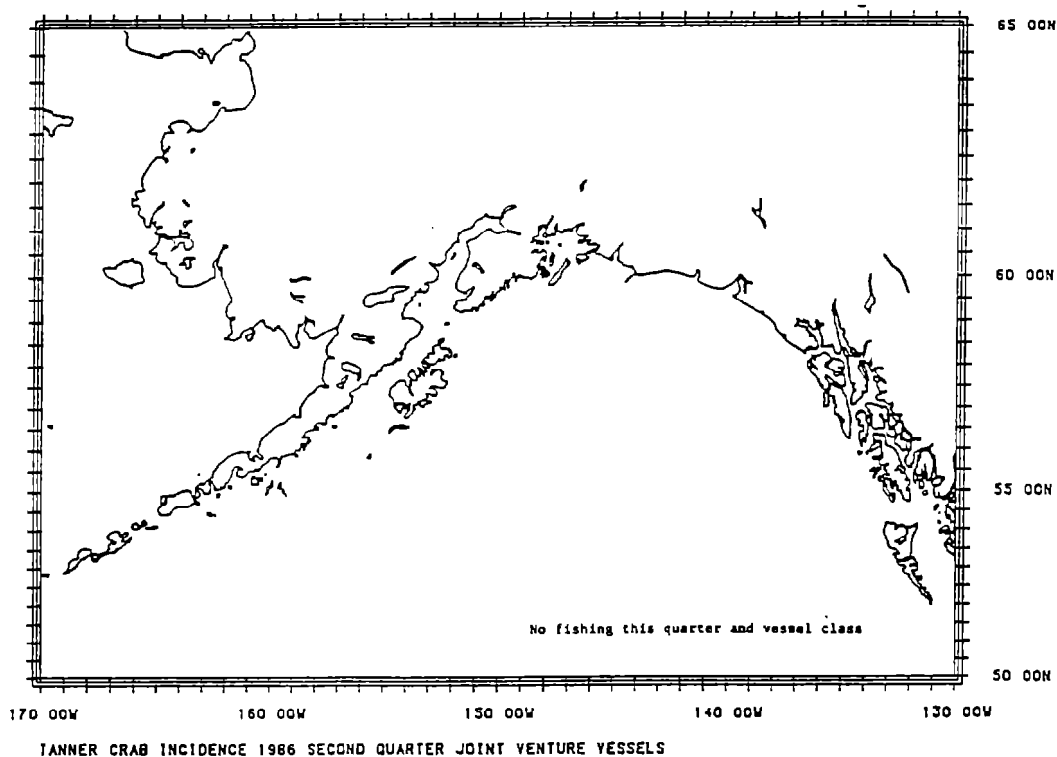 65 00N
60 00N
55 00N
No fishing this quarter and vessel class
50 00N
170 00W 160 00W 150 00W 140 00W 130 00W
TANNER CRAB INCIDENCE 1986 SECOND QUARTER JOINT VENTURE VESSELS